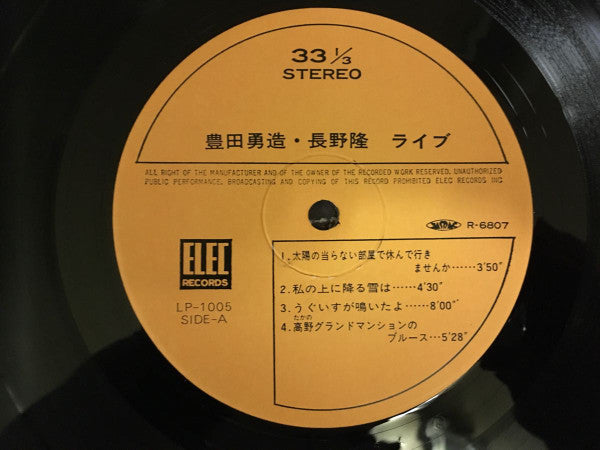 33 1/3
STEREO
豊田勇造・長野隆 ライブ
ALL RIGHT OF THE MANUFACTURER AND OF THE OWNER OF THE RECORDED WORK RESERVED. UNAUTHORIZED
PUBLIC PERFORMANCE. BROADCASTING AND COPYING OF THIS RECORD PROHIBITED ELEC RECORDS INC
R-6807
ELEC
RECORDS
LP-1005
SIDE-A
1. 太陽の当らない部屋で休んで行き
ませんか……3'50"
2. 私の上に降る雪は……4'30"
3. うぐいすが鳴いたよ……8'00"
たかの
4. 高野グランドマンションの
ブルース…5'28"